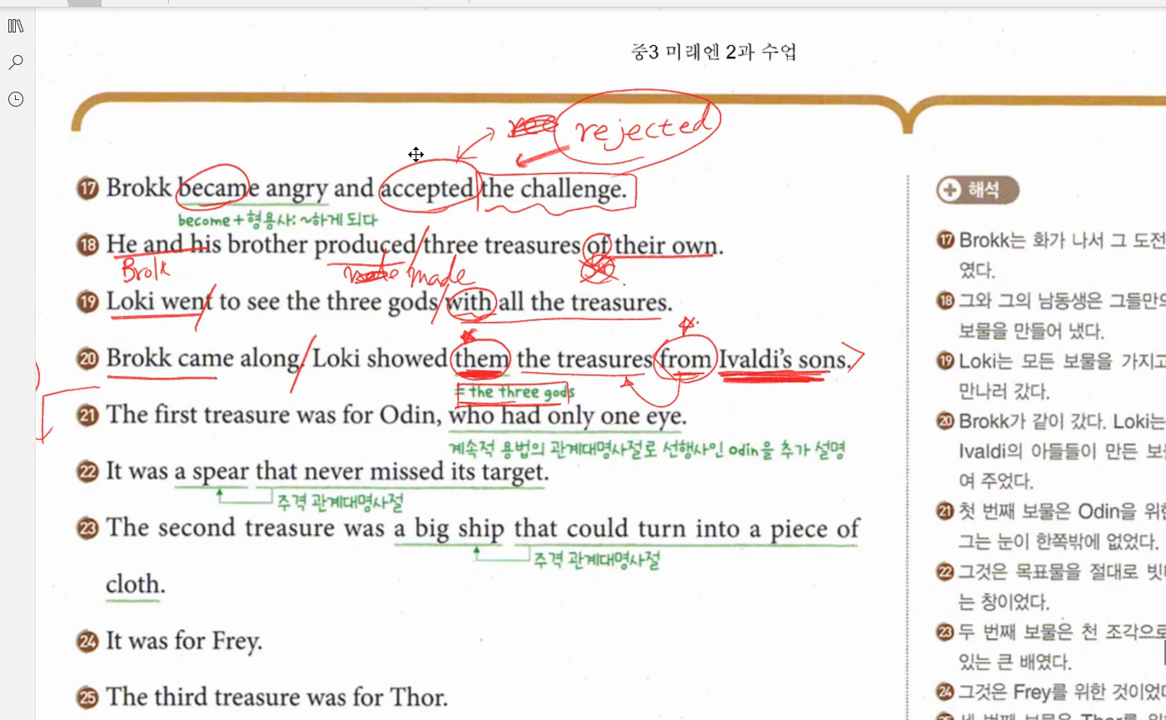 중3 미래엔 2과 수업
rejected
17 Brokk became angry and accepted the challenge.
become+형용사: ~하게 되다
18 He and his brother produced/three treasures of their own.
Brok made
19 Loki went/ to see the three gods/with all the treasures.
20 Brokk came along./ Loki showed them the treasures from Ivaldi's sons.
= the three gods
21 The first treasure was for Odin, who had only one eye.
계속적 용법의 관계대명사절로 선행사인 odin을 추가 설명
22 It was a spear that never missed its target.
주격 관계대명사절
23 The second treasure was a big ship that could turn into a piece of
주격 관계대명사절
cloth.
24 It was for Frey.
25 The third treasure was for Thor.
+ 해석
17 Brokk는 화가 나서 그 도전
였다.
18 그와 그의 남동생은 그들만의
보물을 만들어 냈다.
19 Loki는 모든 보물을 가지고
만나러 갔다.
20 Brokk가 같이 갔다. Loki는
Ivaldi의 아들들이 만든 보
여 주었다.
21 첫 번째 보물은 Odin을 위한
그는 눈이 한쪽밖에 없었다.
22 그것은 목표물을 절대로 빗
는 창이었다.
23 두 번째 보물은 천 조각으로
있는 큰 배였다.
24 그것은 Frey를 위한 것이었